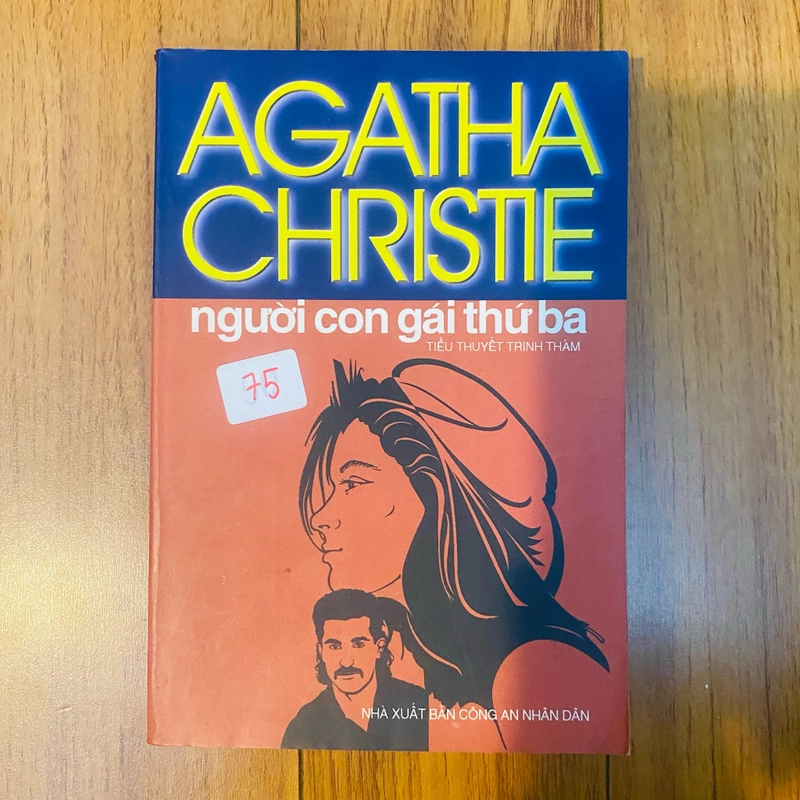 AGATHA
CHRISTIE
người con gái thứ ba
TIỂU THUYẾT TRINH THÁM
75
NHÀ XUẤT BẢN CÔNG AN NHÂN DÂN